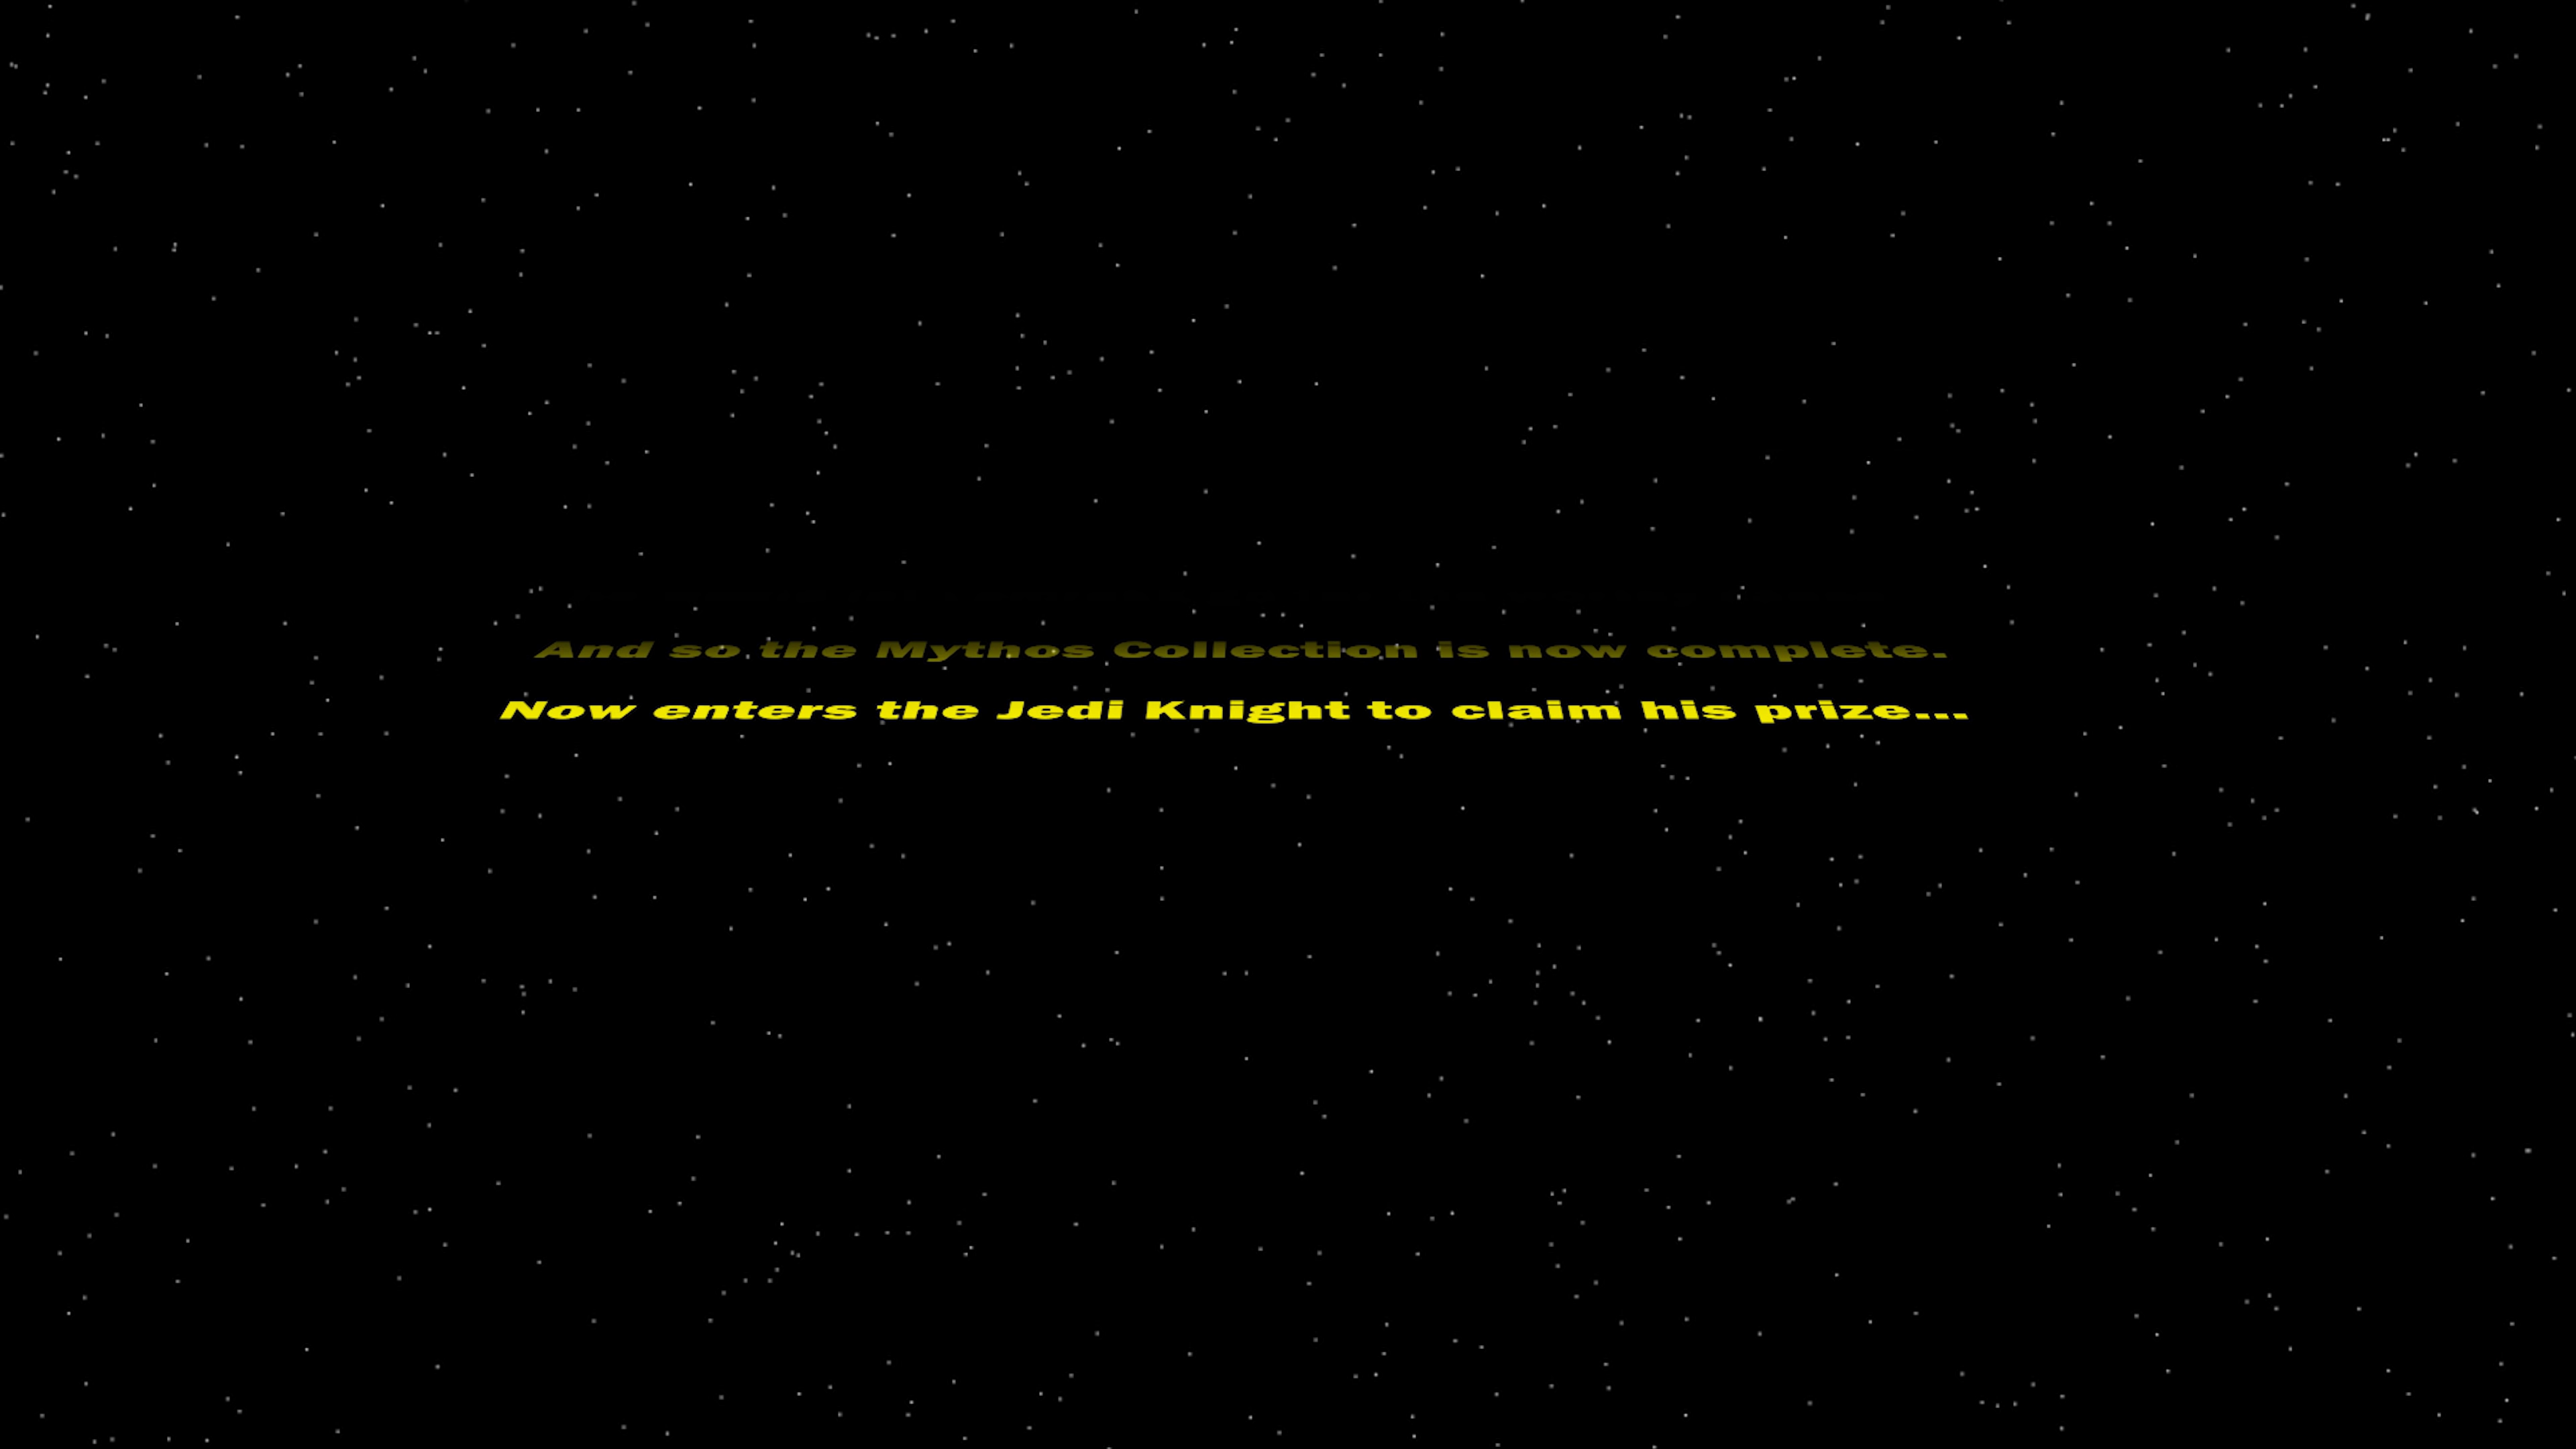 And so the Mythos Collection is now complete.
Now enters the Jedi Knight to claim his prize...